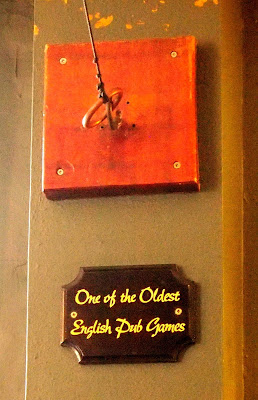 One of the Oldest
English Pub Games